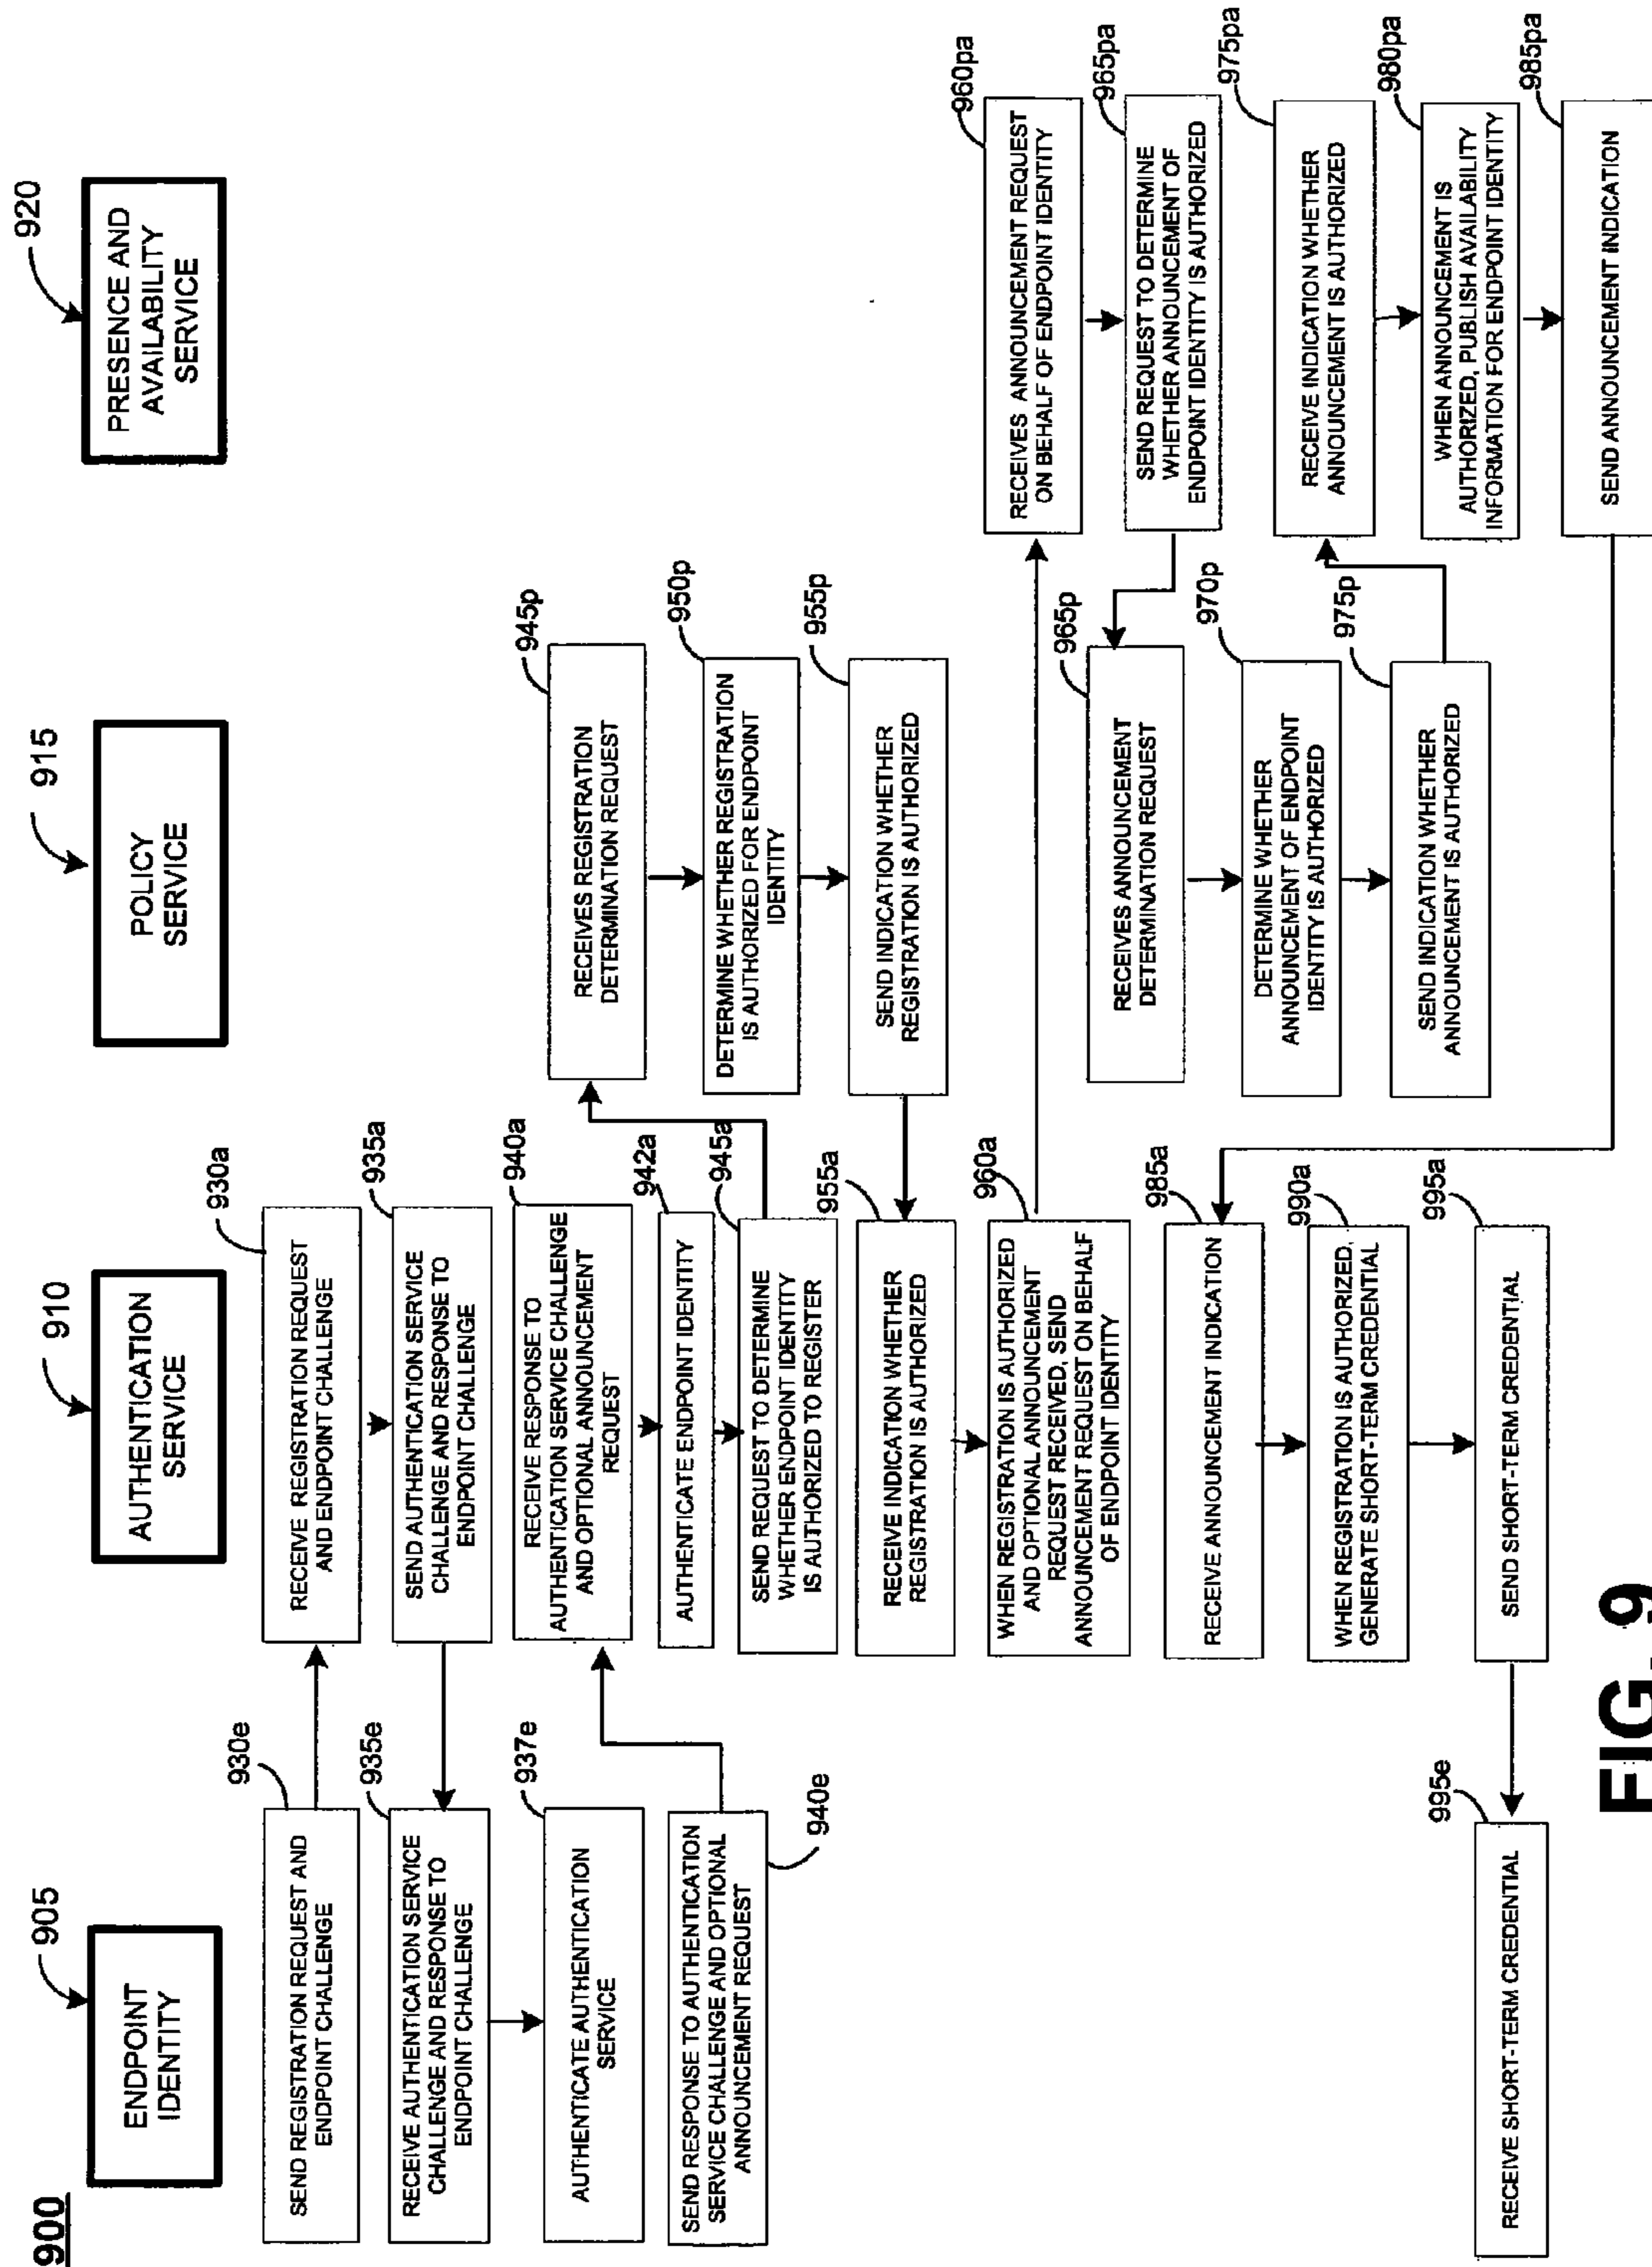 900
905
ENDPOINT
IDENTITY
910
AUTHENTICATION
SERVICE
915
POLICY
SERVICE
920
PRESENCE AND
AVAILABILITY
SERVICE
930e
SEND REGISTRATION REQUEST AND
ENDPOINT CHALLENGE
930a
RECEIVE REGISTRATION REQUEST
AND ENDPOINT CHALLENGE
935a
SEND AUTHENTICATION SERVICE
CHALLENGE AND RESPONSE TO
ENDPOINT CHALLENGE
935e
RECEIVE AUTHENTICATION SERVICE
CHALLENGE AND RESPONSE TO
ENDPOINT CHALLENGE
937e
AUTHENTICATE AUTHENTICATION
SERVICE
940e
SEND RESPONSE TO AUTHENTICATION
SERVICE CHALLENGE AND OPTIONAL
ANNOUNCEMENT REQUEST
940a
RECEIVE RESPONSE TO
AUTHENTICATION SERVICE CHALLENGE
AND OPTIONAL ANNOUNCEMENT
REQUEST
942a
AUTHENTICATE ENDPOINT IDENTITY
945a
SEND REQUEST TO DETERMINE
WHETHER ENDPOINT IDENTITY
IS AUTHORIZED TO REGISTER
945p
RECEIVES REGISTRATION
DETERMINATION REQUEST
950p
DETERMINE WHETHER REGISTRATION
IS AUTHORIZED FOR ENDPOINT
IDENTITY
955p
SEND INDICATION WHETHER
REGISTRATION IS AUTHORIZED
955a
RECEIVE INDICATION WHETHER
REGISTRATION IS AUTHORIZED
960a
WHEN REGISTRATION IS AUTHORIZED
AND OPTIONAL ANNOUNCEMENT
REQUEST RECEIVED, SEND
ANNOUNCEMENT REQUEST ON BEHALF
OF ENDPOINT IDENTITY
960pa
RECEIVES ANNOUNCEMENT REQUEST
ON BEHALF OF ENDPOINT IDENTITY
965pa
SEND REQUEST TO DETERMINE
WHETHER ANNOUNCEMENT OF
ENDPOINT IDENTITY IS AUTHORIZED
965p
RECEIVES ANNOUNCEMENT
DETERMINATION REQUEST
970p
DETERMINE WHETHER
ANNOUNCEMENT OF ENDPOINT
IDENTITY IS AUTHORIZED
975p
SEND INDICATION WHETHER
ANNOUNCEMENT IS AUTHORIZED
975pa
RECEIVE INDICATION WHETHER
ANNOUNCEMENT IS AUTHORIZED
980pa
WHEN ANNOUNCEMENT IS
AUTHORIZED, PUBLISH AVAILABILITY
INFORMATION FOR ENDPOINT IDENTITY
985pa
SEND ANNOUNCEMENT INDICATION
985a
RECEIVE ANNOUNCEMENT INDICATION
990a
WHEN REGISTRATION IS AUTHORIZED,
GENERATE SHORT-TERM CREDENTIAL
995a
SEND SHORT-TERM CREDENTIAL
995e
RECEIVE SHORT-TERM CREDENTIAL
FIG. 9